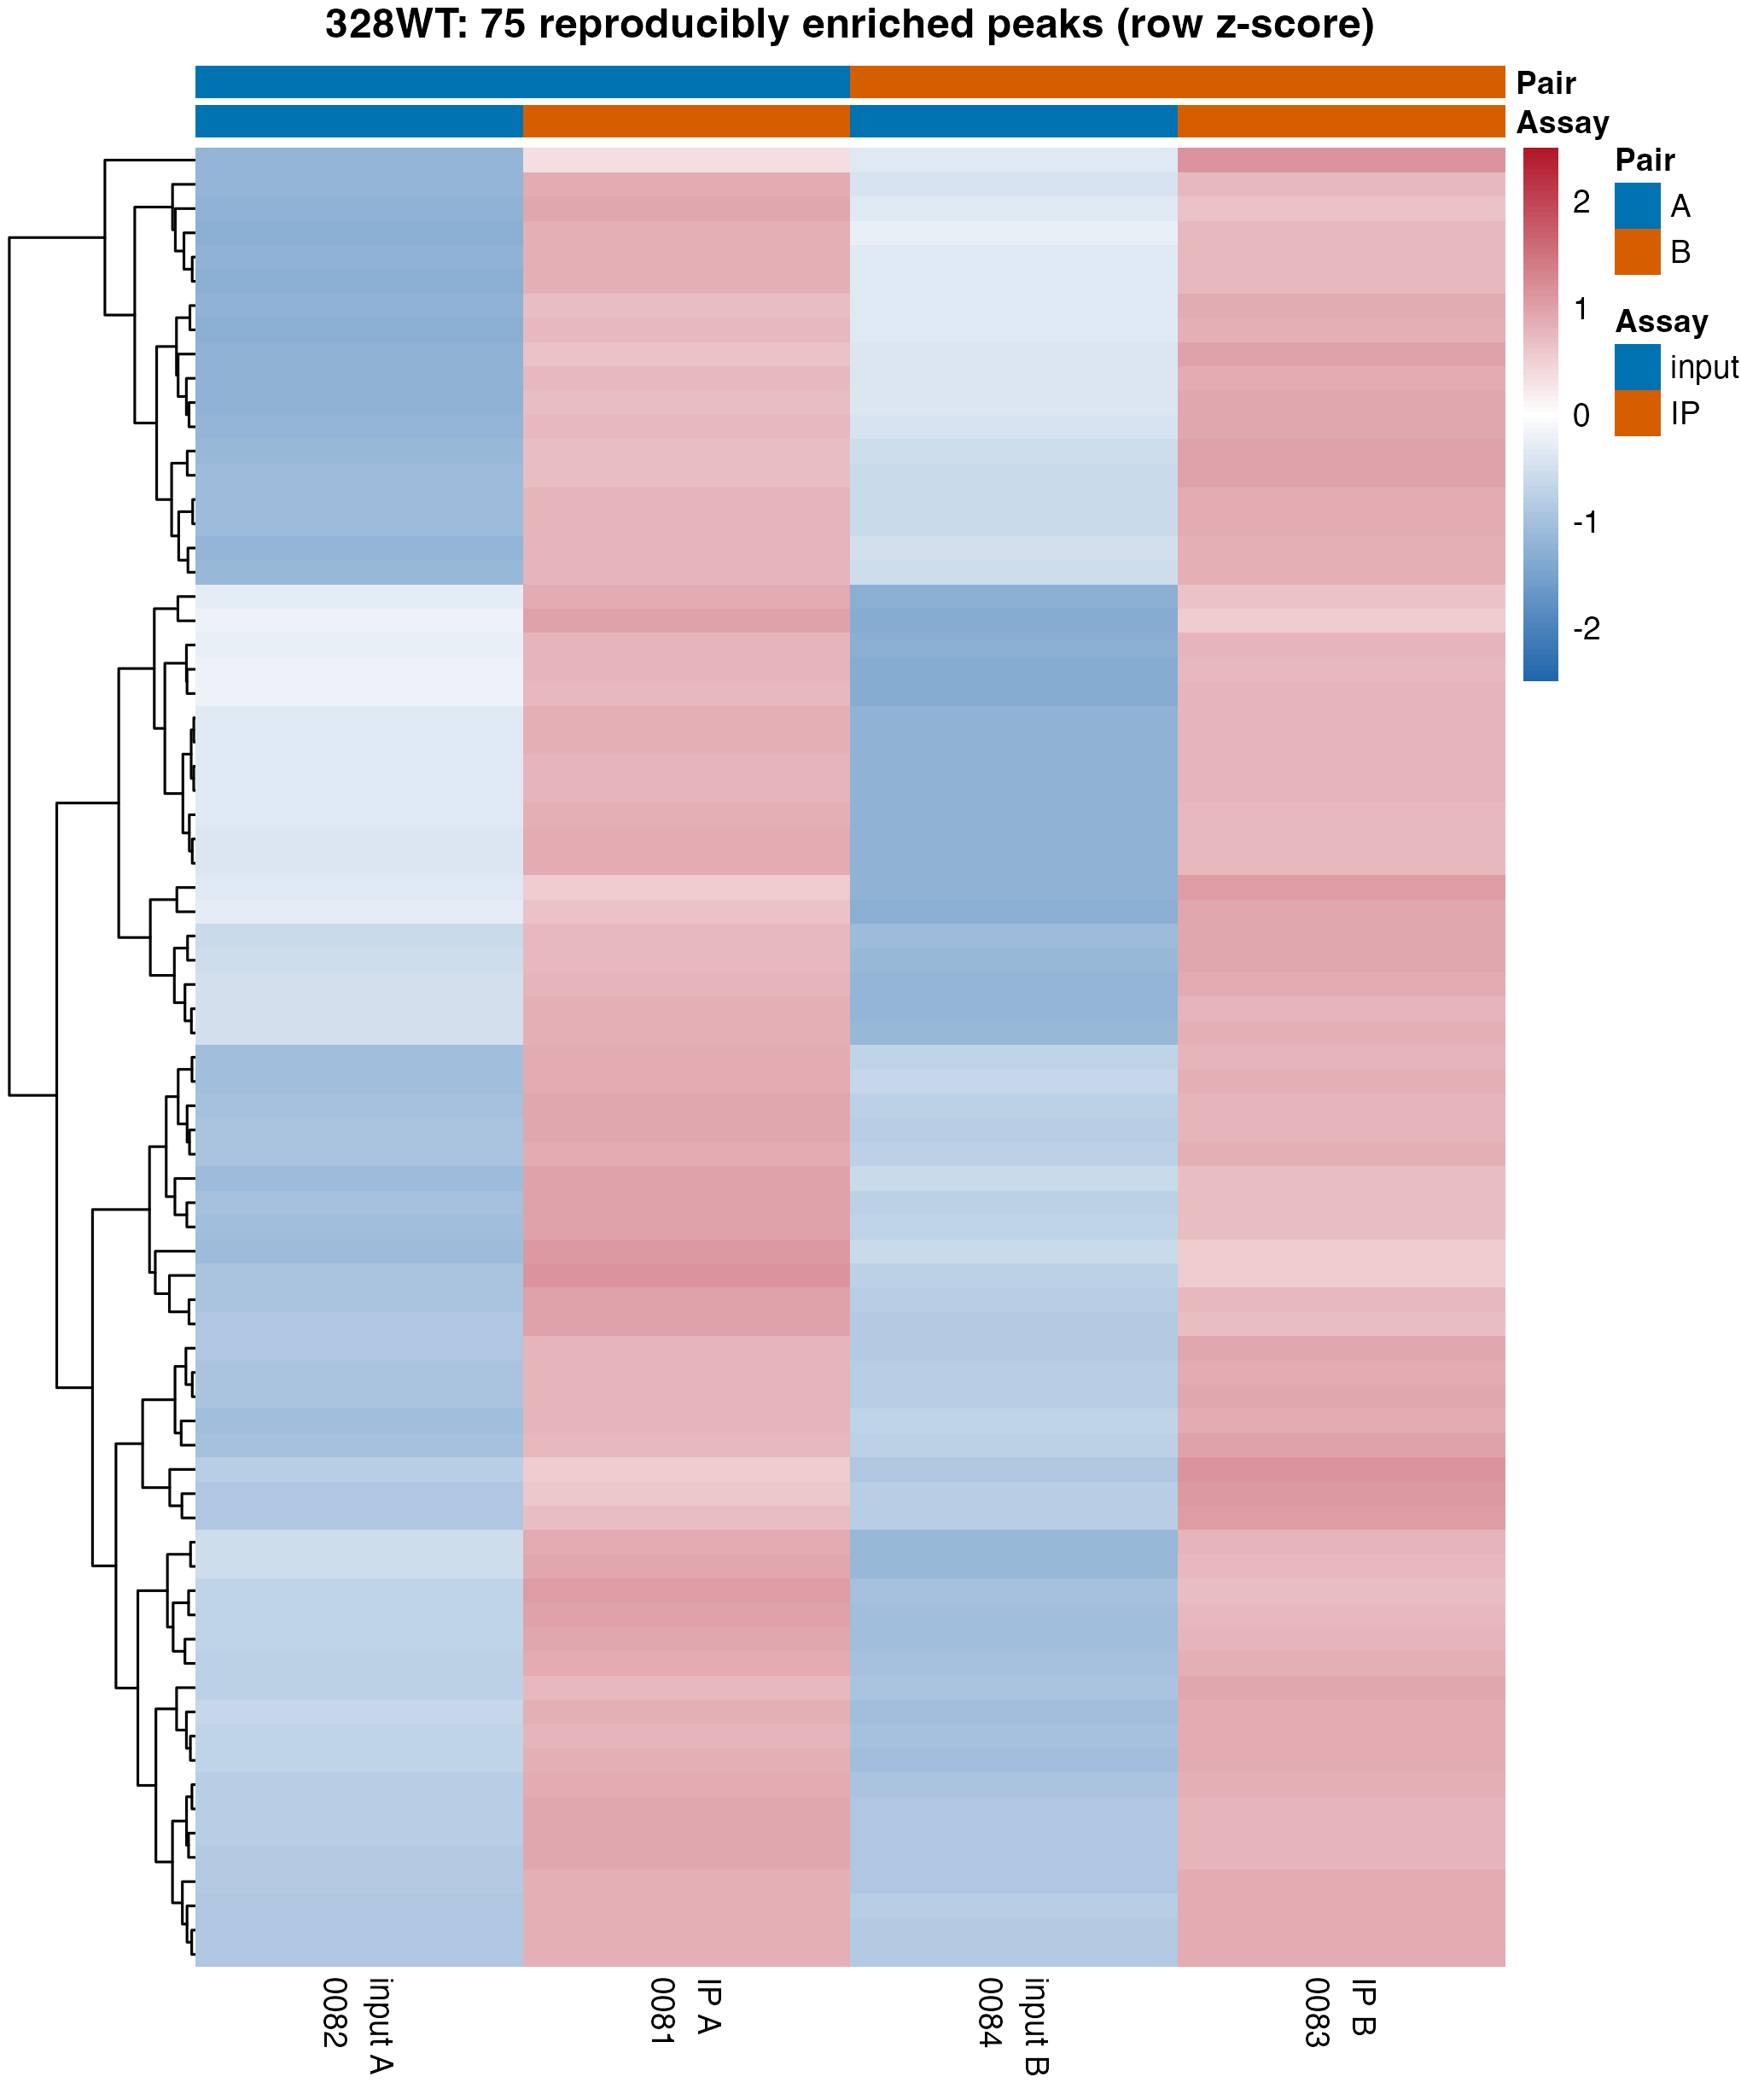 328WT: 75 reproducibly enriched peaks (row z-score)
Pair
Assay
2
1
0
-1
-2
Pair
A
B
Assay
input
IP
input A
0082
IP A
0081
input B
0084
IP B
0083